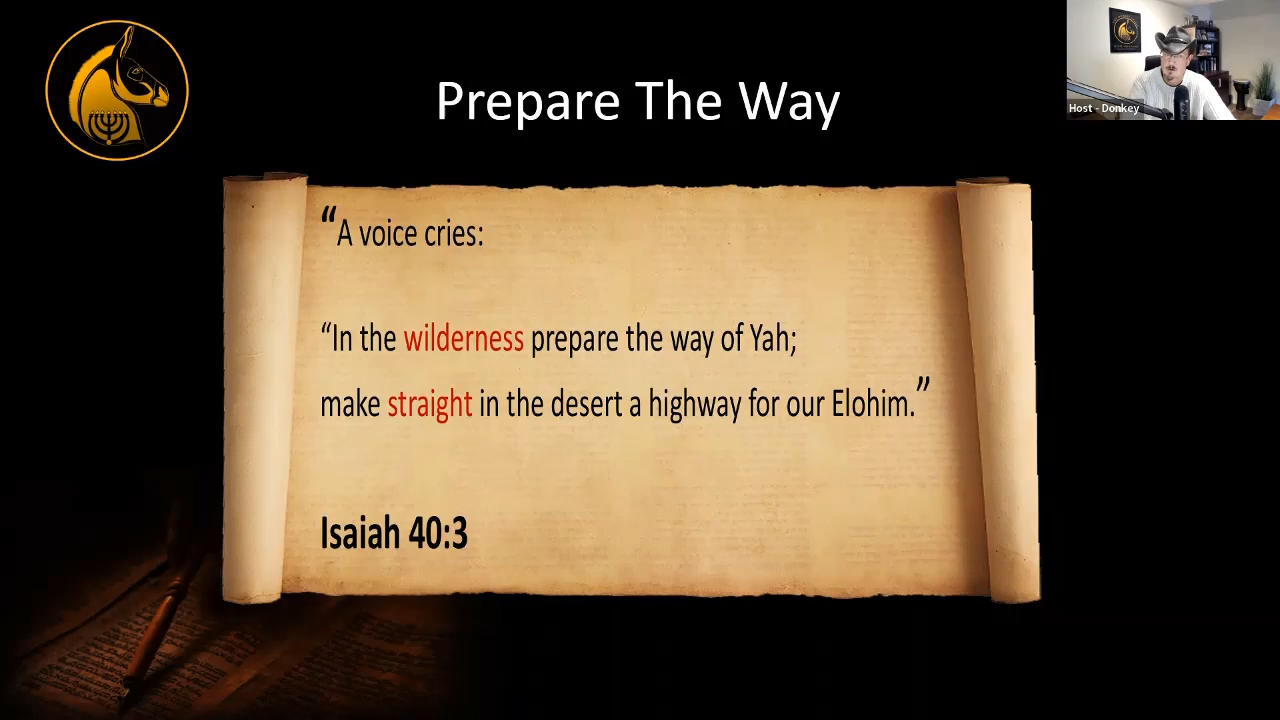 Prepare The Way
Host - Donkey
“A voice cries:
“In the wilderness prepare the way of Yah;
make straight in the desert a highway for our Elohim.”
Isaiah 40:3